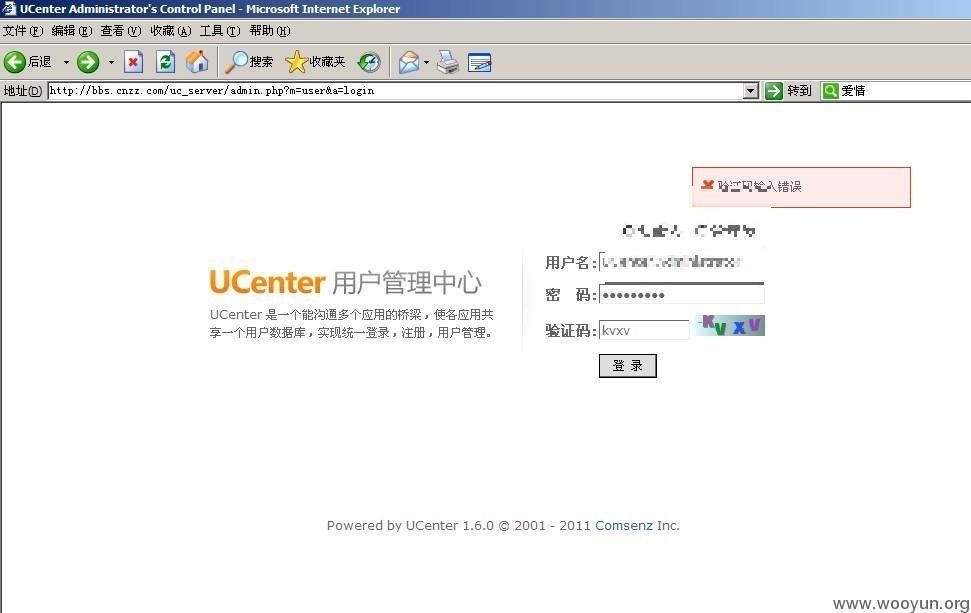 UCenter Administrator's Control Panel - Microsoft Internet Explorer
文件(F) 编辑(E) 查看(V) 收藏(A) 工具(T) 帮助(H)
后退 搜索 收藏夹
地址(D) http://bbs.cnzz.com/uc_server/admin.php?m=user&a=login 转到 爱情
验证码输入错误
用户名:
UCenter 用户管理中心
密 码: ●●●●●●●●●
UCenter 是一个能沟通多个应用的桥梁，使各应用共
享一个用户数据库，实现统一登录，注册，用户管理。
验证码: kvxv KVXV
登 录
Powered by UCenter 1.6.0 © 2001 - 2011 Comsenz Inc.
www.wooyun.org